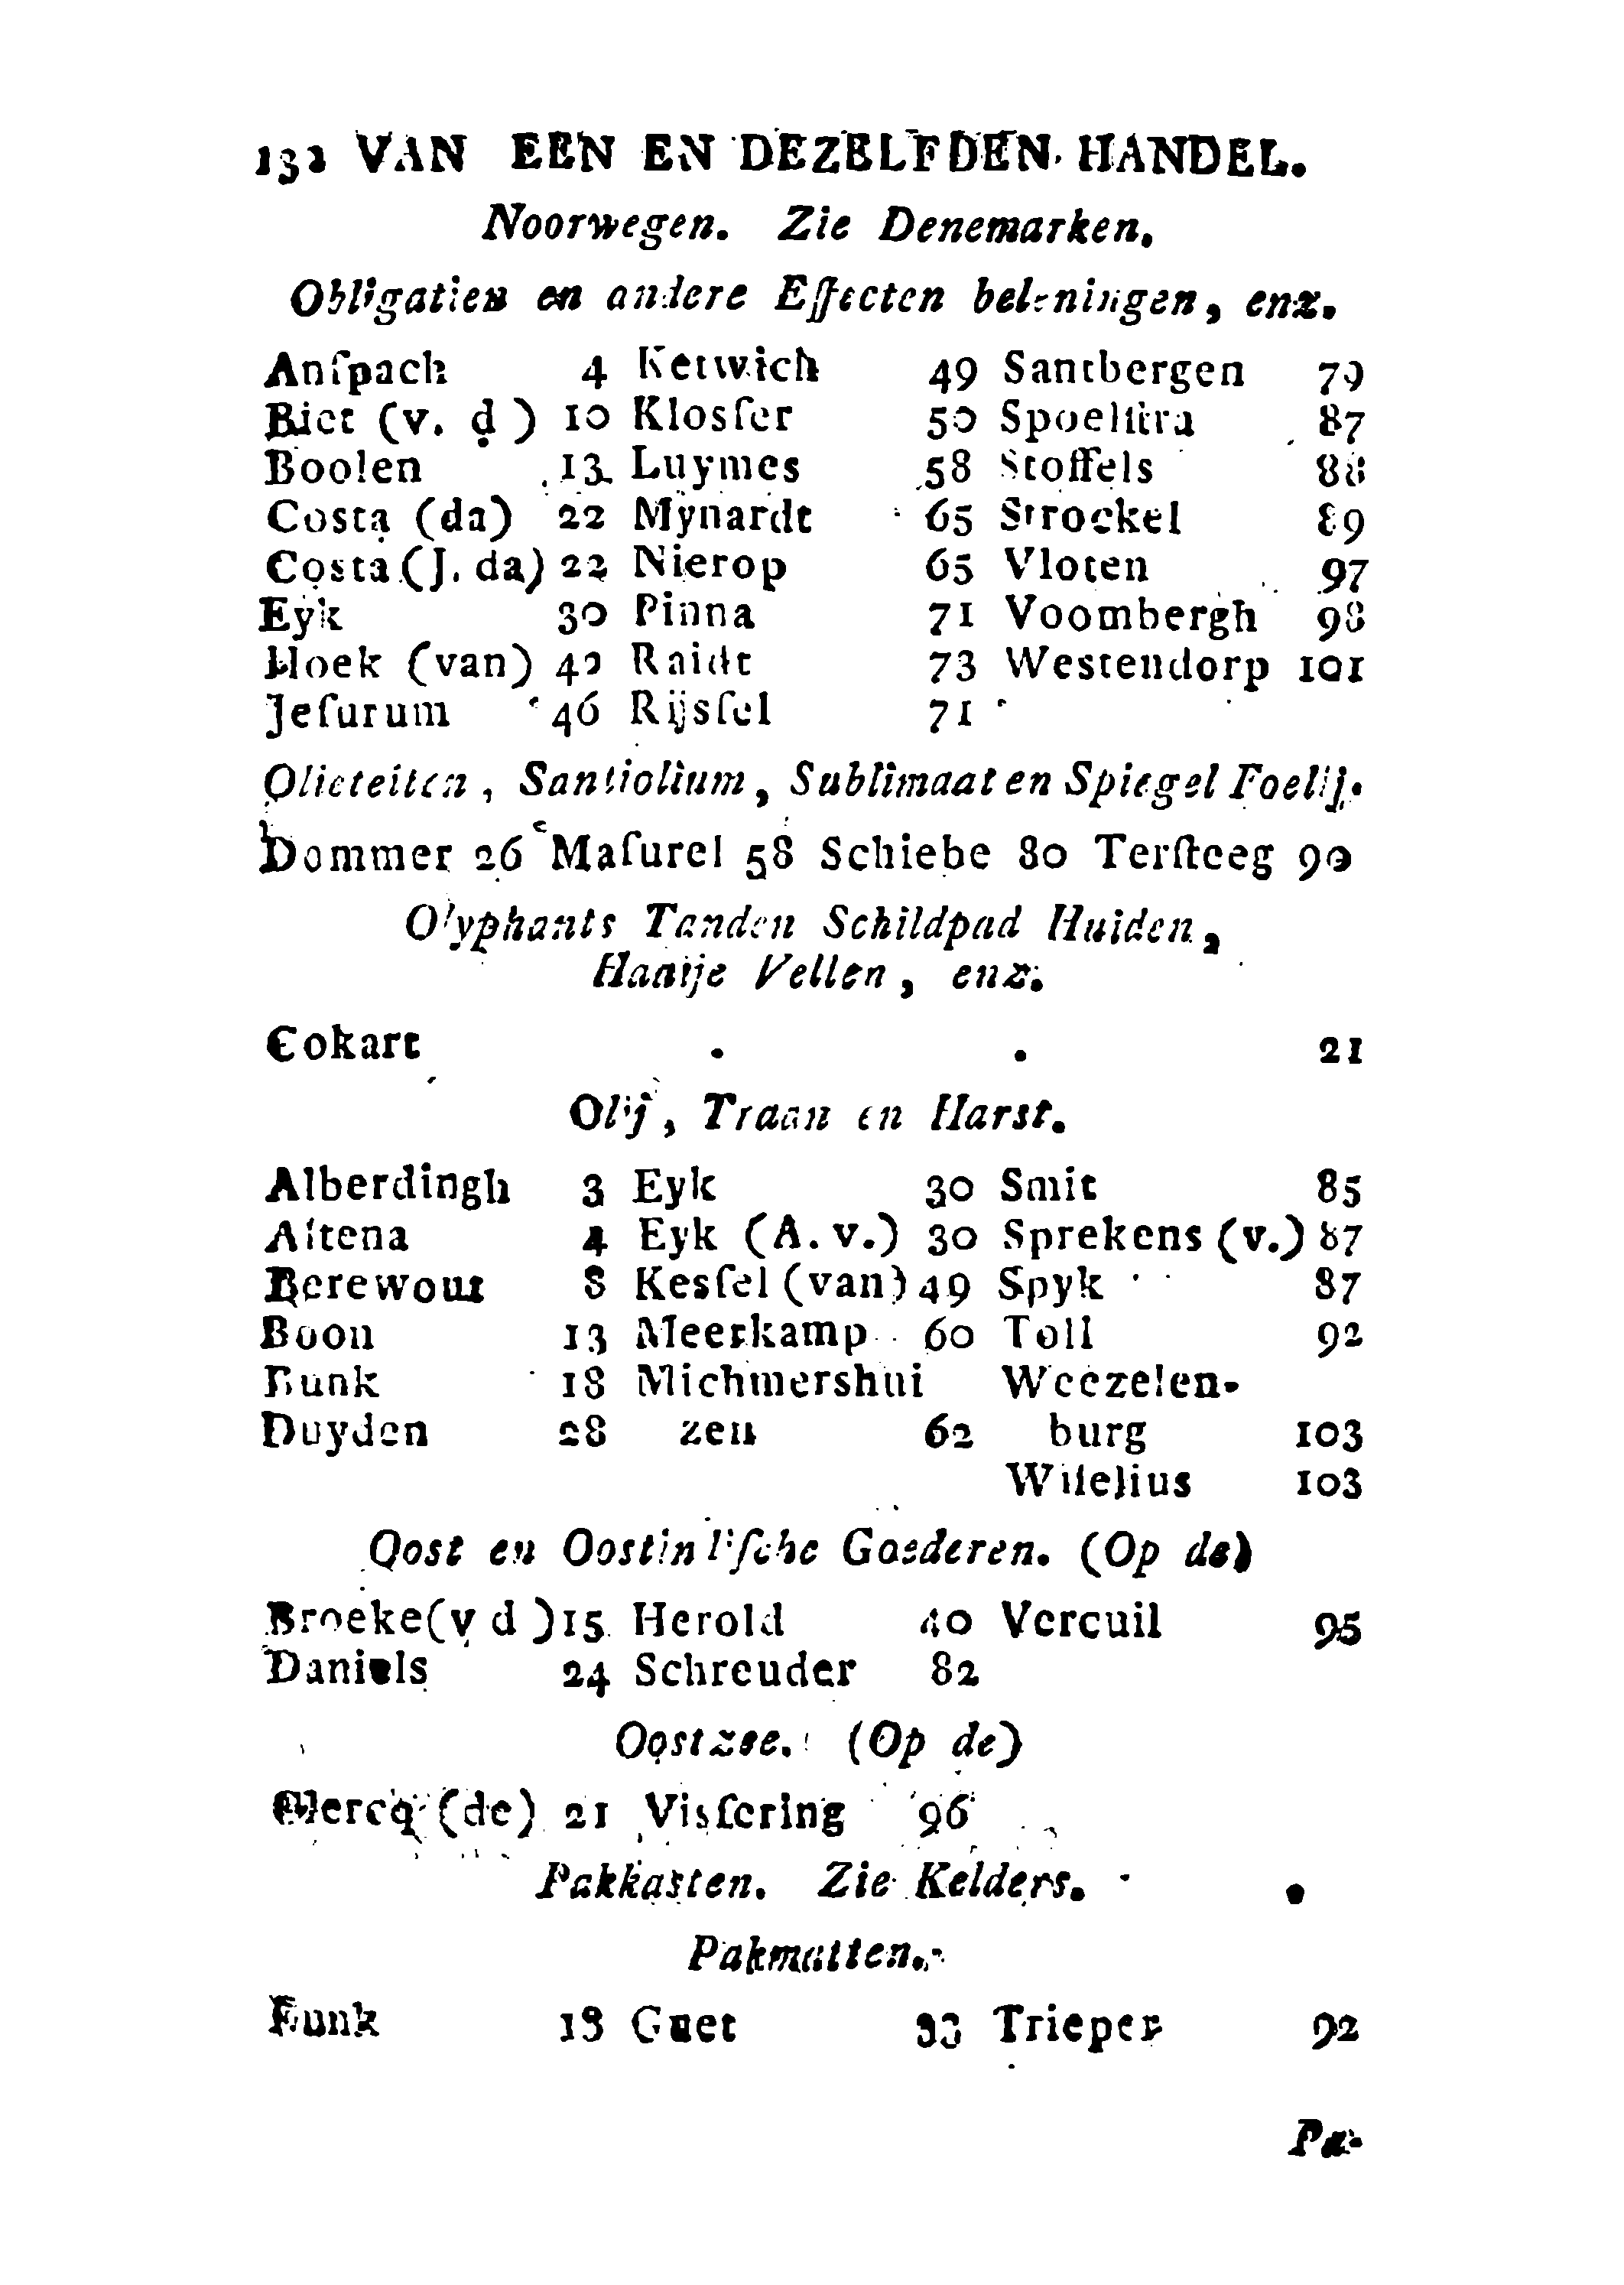 132 VAN EEN EN DEZELFDEN HANDEL.
Noorwegen. Zie Denemarken.
Obligatien en andere Effecten beleningen, enz.
Anſpach 4 Ketwich 49 Santbergen 79
Biet (v. d) 10 Klosſer 50 Spoelſtra 87
Boolen 13 Luymes 58 Stoffels 88
Costa (da) 22 Mynardt 65 Strockel 89
Costa (J. da) 22 Nierop 65 Vloten 97
Eyk 30 Pinna 71 Voombergh 98
Hoek (van) 42 Raidt 73 Westendorp 101
Jeſurum 46 Rijsſel 71
Olieteiten, Santiolium, Sublimaat en Spiegel Foelij.
Dommer 26 Maſurel 58 Schiebe 80 Terſteeg 90
Olyphants Tanden Schildpad Huiden,
Haatje Vellen, enz.
Cokart . . 21
Olij, Traan en Harst.
Alberdingh 3 Eyk 30 Smit 85
Altena 4 Eyk (A. v.) 30 Sprekens (v.) 87
Berewout 8 Kesſel (van) 49 Spyk 87
Boon 13 Meerkamp 60 Toll 92
Bunk 18 Michmershui Weezelen-
Duyden 28 zen 62 burg 103
Wilelius 103
Oost en Oostindiſche Goederen. (Op de)
Broeke (v d) 15 Herold 40 Vereuil 95
Daniels 24 Schreuder 82
Oostzee. (Op de)
Clercq (de) 21 Visſering 96
Pakkasten. Zie Kelders.
Pakmatten.
Bunk 18 Guet 33 Trieper 92
Pa-